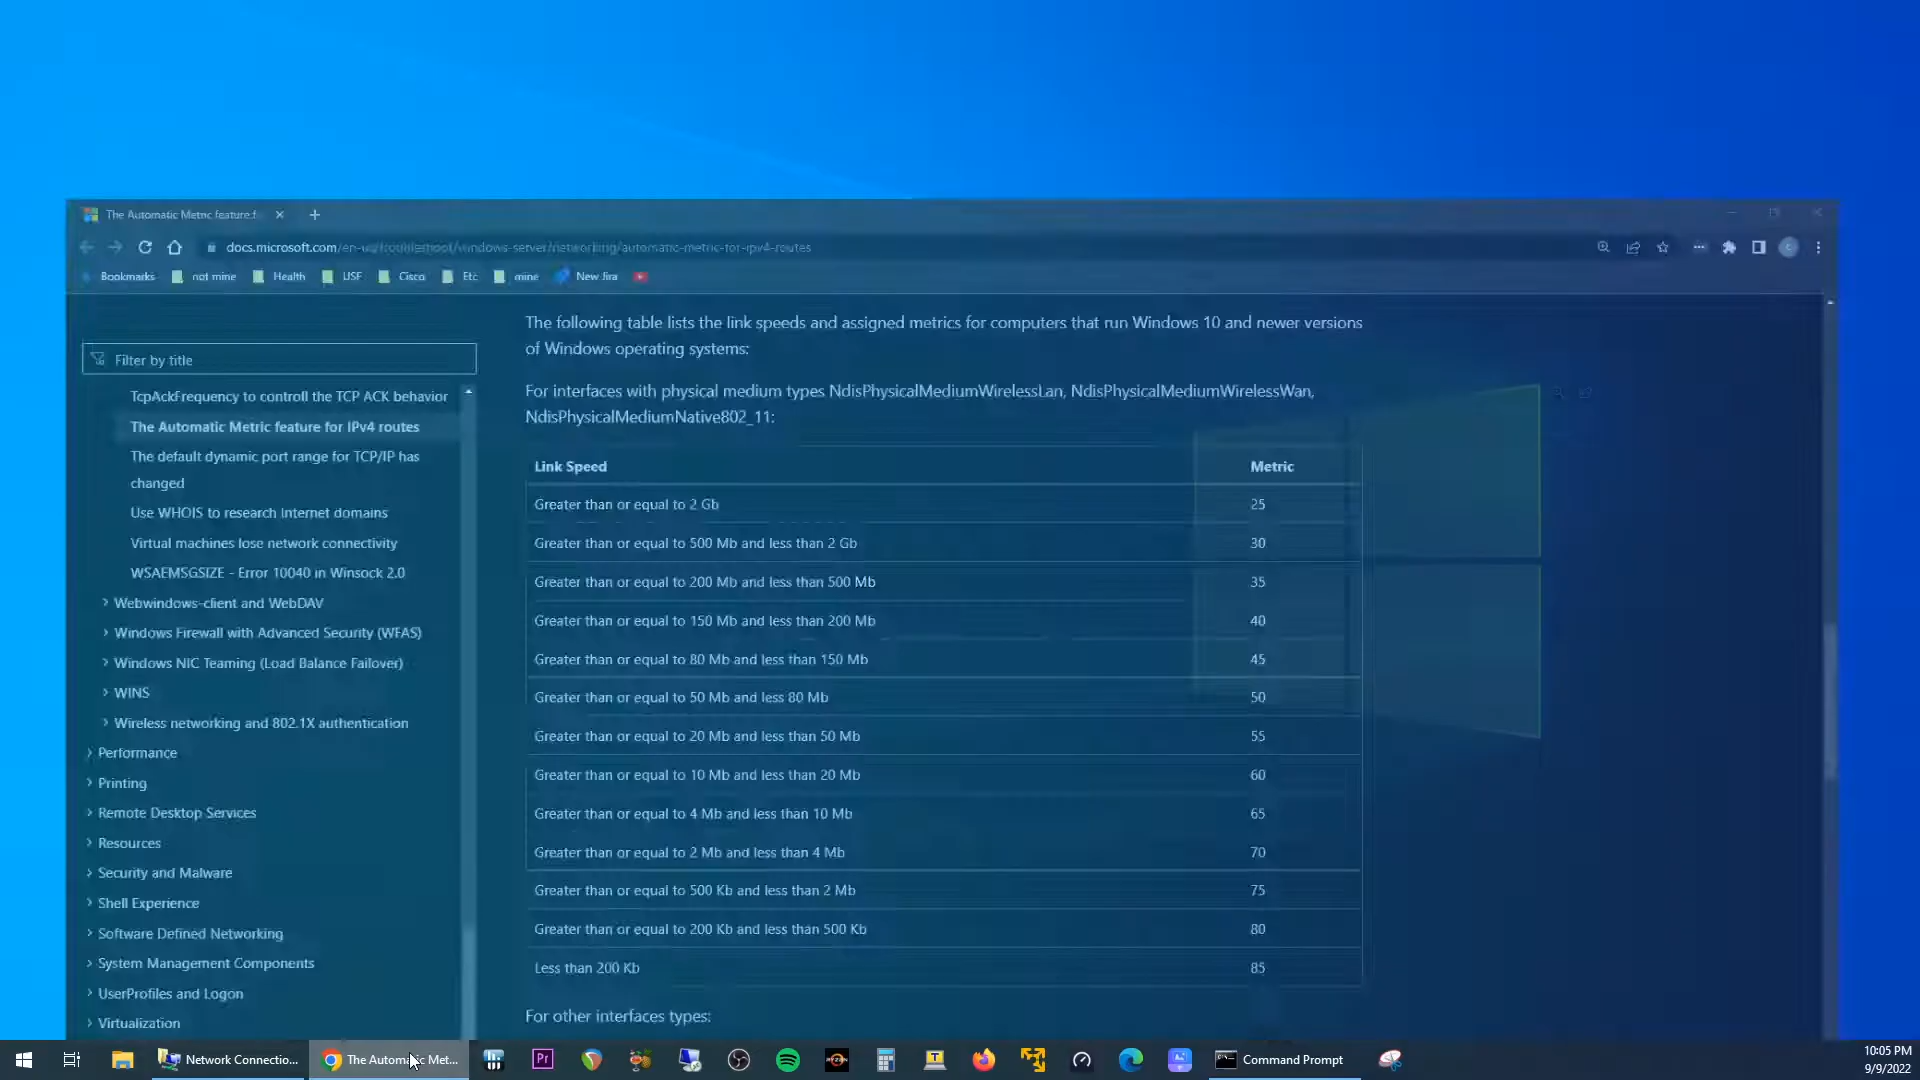 The Automatic Metric feature f
docs.microsoft.com/en-us/troubleshoot/windows-server/networking/automatic-metric-for-ipv4-routes
Bookmarks not mine Health USF Cisco Etc mine New Jira
Filter by title
TcpAckFrequency to controll the TCP ACK behavior
The Automatic Metric feature for IPv4 routes
The default dynamic port range for TCP/IP has
changed
Use WHOIS to research Internet domains
Virtual machines lose network connectivity
WSAEMSGSIZE - Error 10040 in Winsock 2.0
Webwindows-client and WebDAV
Windows Firewall with Advanced Security (WFAS)
Windows NIC Teaming (Load Balance Failover)
WINS
Wireless networking and 802.1X authentication
Performance
Printing
Remote Desktop Services
Resources
Security and Malware
Shell Experience
Software Defined Networking
System Management Components
UserProfiles and Logon
Virtualization
The following table lists the link speeds and assigned metrics for computers that run Windows 10 and newer versions
of Windows operating systems:
For interfaces with physical medium types NdisPhysicalMediumWirelessLan, NdisPhysicalMediumWirelessWan,
NdisPhysicalMediumNative802_11:
Link Speed Metric
Greater than or equal to 2 Gb 25
Greater than or equal to 500 Mb and less than 2 Gb 30
Greater than or equal to 200 Mb and less than 500 Mb 35
Greater than or equal to 150 Mb and less than 200 Mb 40
Greater than or equal to 80 Mb and less than 150 Mb 45
Greater than or equal to 50 Mb and less 80 Mb 50
Greater than or equal to 20 Mb and less than 50 Mb 55
Greater than or equal to 10 Mb and less than 20 Mb 60
Greater than or equal to 4 Mb and less than 10 Mb 65
Greater than or equal to 2 Mb and less than 4 Mb 70
Greater than or equal to 500 Kb and less than 2 Mb 75
Greater than or equal to 200 Kb and less than 500 Kb 80
Less than 200 Kb 85
For other interfaces types:
Network Connectio... The Automatic Met... Pr RYZEN T Command Prompt
10:05 PM
9/9/2022